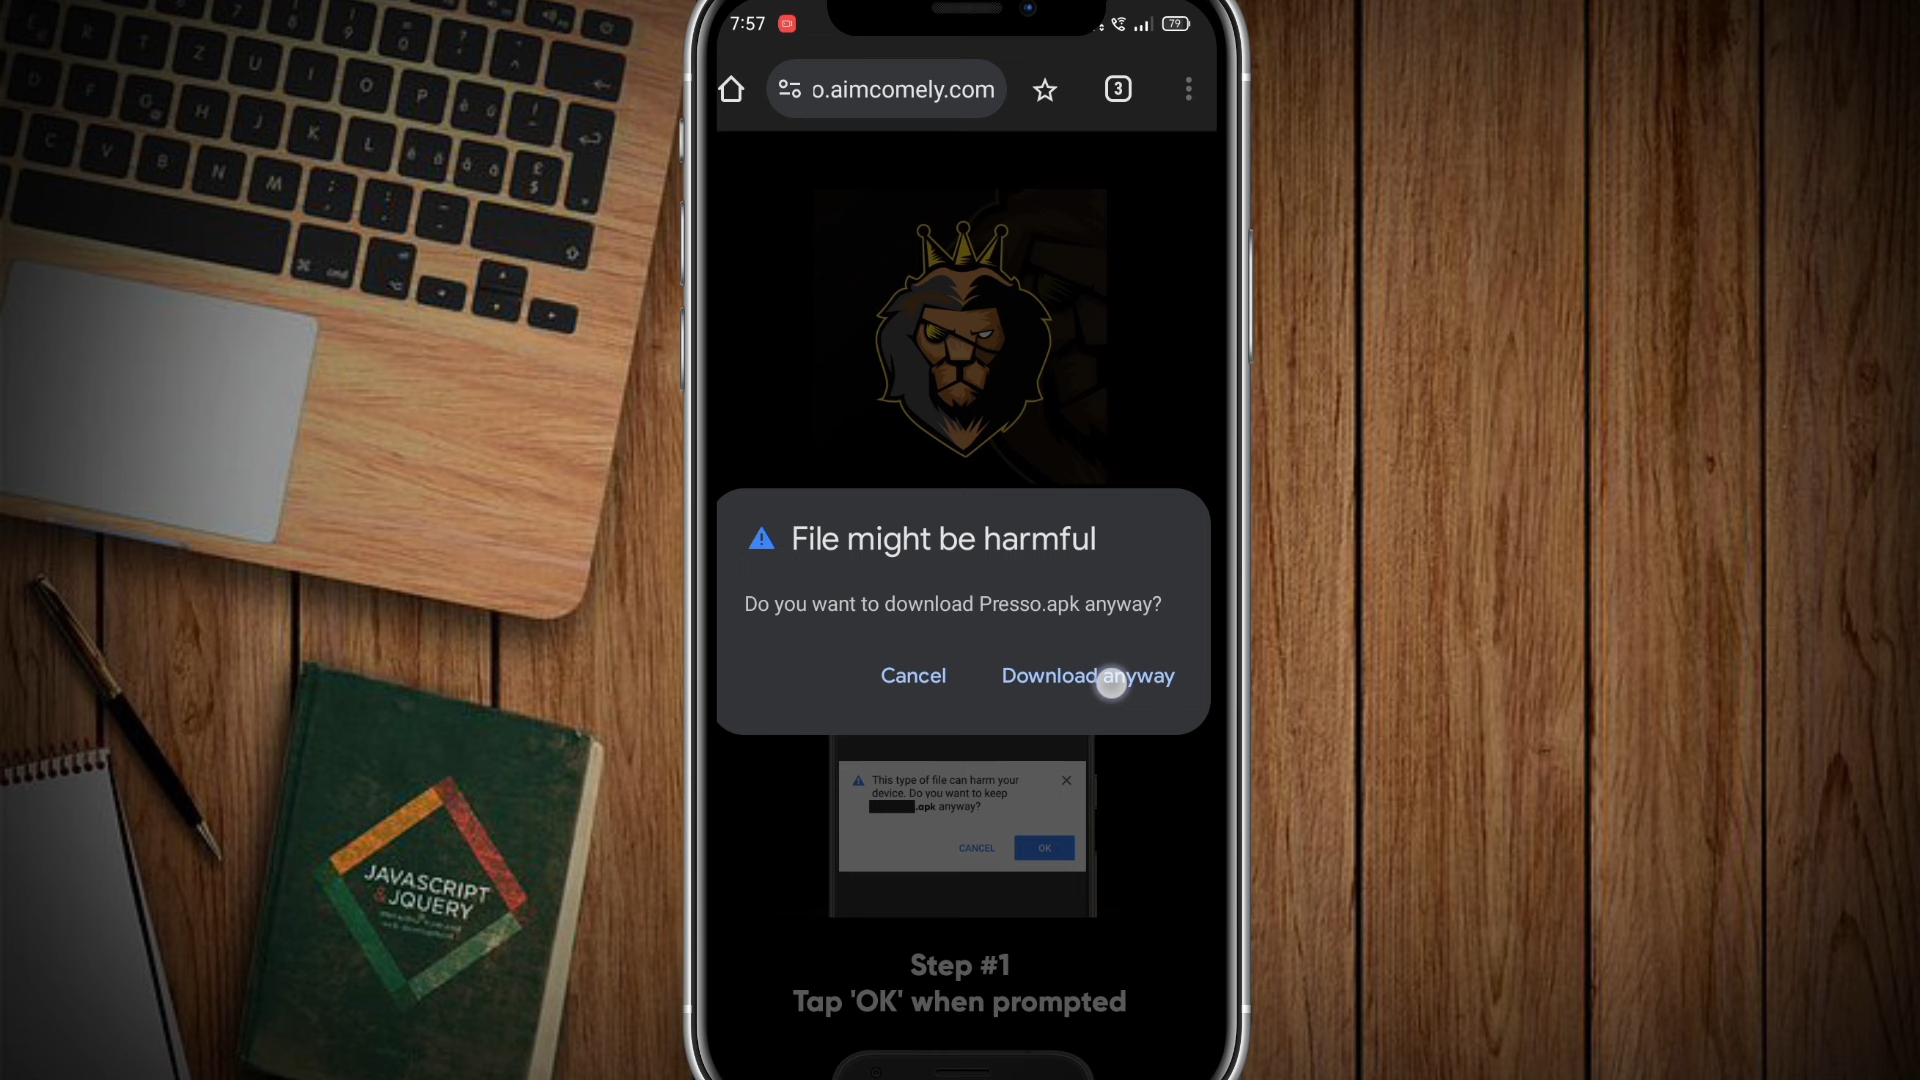 7:57
79
o.aimcomely.com
3
File might be harmful
Do you want to download Presso.apk anyway?
Cancel
Download anyway
This type of file can harm your
device. Do you want to keep
.apk anyway?
CANCEL
OK
Step #1
Tap 'OK' when prompted
JAVASCRIPT
&JQUERY
R
T
Z
U
I
O
P
D
F
G
H
J
K
L
C
V
B
N
M
cmd